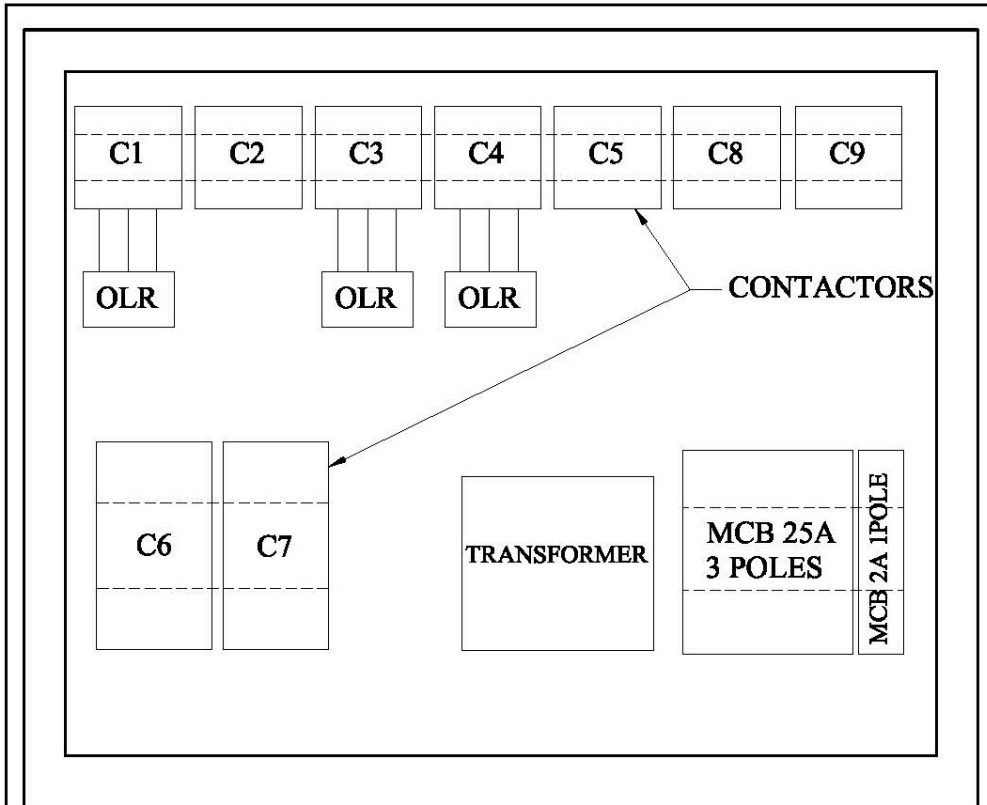 C1 C2 C3 C4 C5 C8 C9
OLR OLR OLR
CONTACTORS
C6 C7
TRANSFORMER
MCB 25A
3 POLES
MCB 2A 1POLE